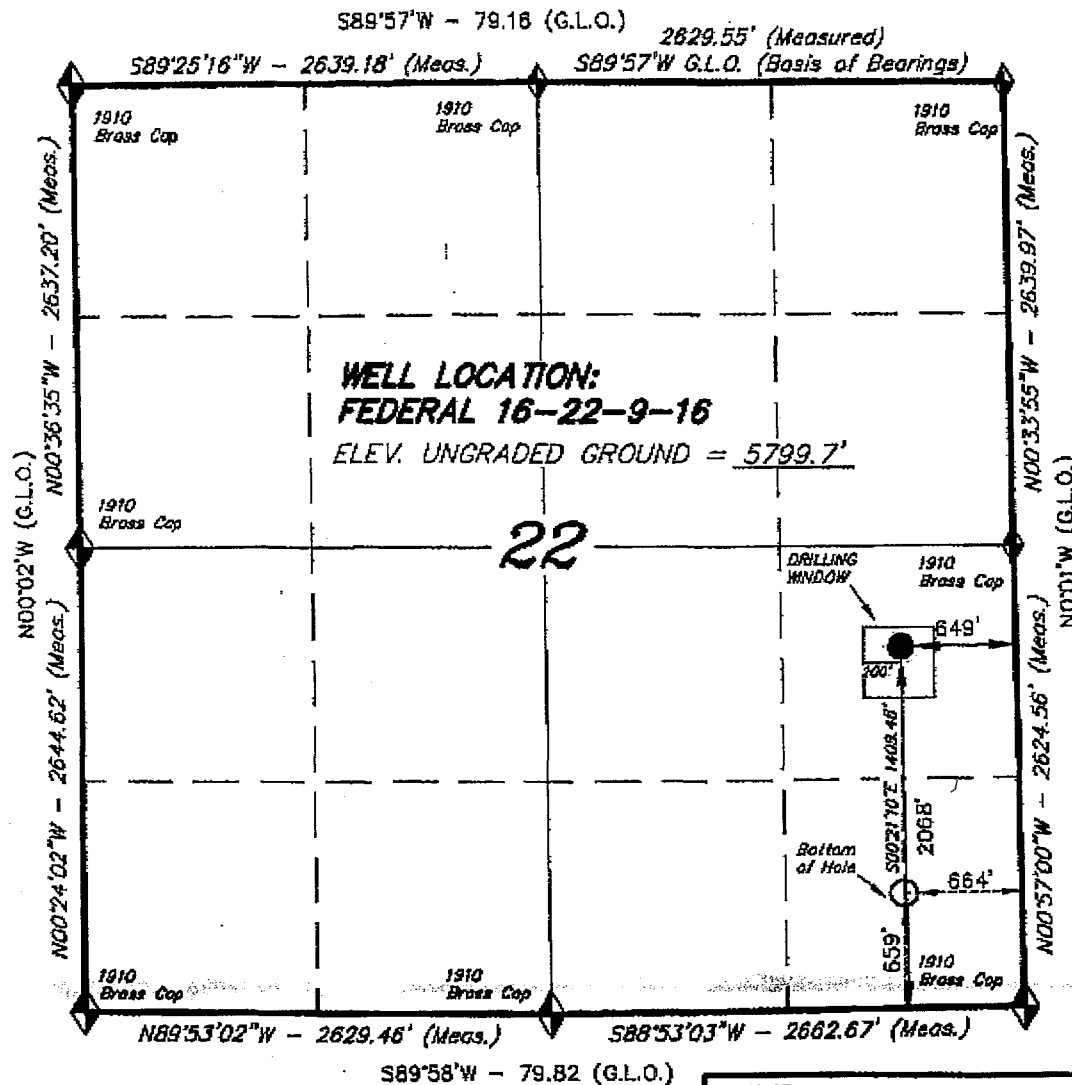 S89°57'W - 79.16 (G.L.O.)
2629.55' (Measured)
S89°25'16"W - 2639.18' (Meas.)
S89°57'W G.L.O. (Basis of Bearings)
1910
Brass Cap
1910
Brass Cap
1910
Brass Cap
N00°36'35"W - 2637.20' (Meas.)
N00°33'55"W - 2639.97' (Meas.)
WELL LOCATION:
FEDERAL 16-22-9-16
ELEV. UNGRADED GROUND = 5799.7'
N00°02'W (G.L.O.)
N00°01'W (G.L.O.)
1910
Brass Cap
22
DRILLING
WINDOW
1910
Brass Cap
649'
200'
N00°24'02"W - 2644.62' (Meas.)
N00°57'00"W - 2624.56' (Meas.)
S00°21'10"E 1409.48'
2068'
Bottom
of Hole
664'
659'
1910
Brass Cap
1910
Brass Cap
1910
Brass Cap
N89°53'02"W - 2629.46' (Meas.)
S88°53'03"W - 2662.67' (Meas.)
S89°58'W - 79.82 (G.L.O.)